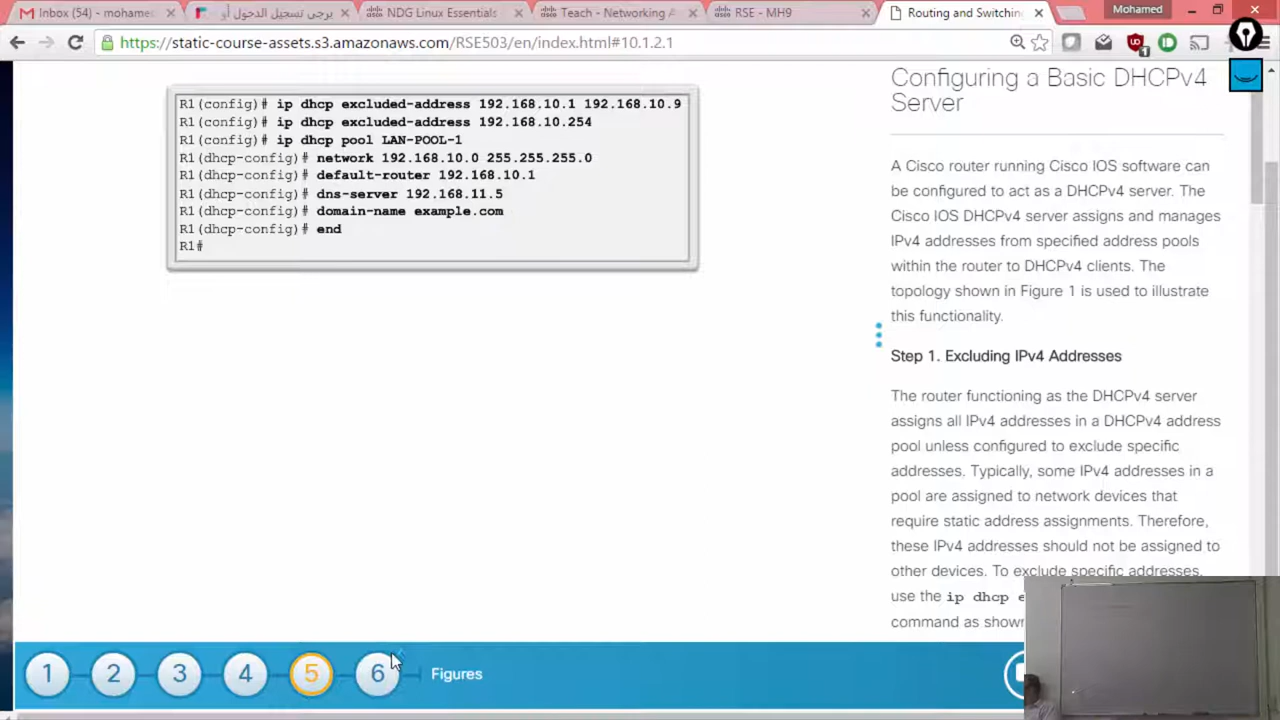 Inbox (54) - mohame
يرجى تسجيل الدخول أو
NDG Linux Essentials
Teach - Networking A
RSE - MH9
Routing and Switchin
Mohamed
https://static-course-assets.s3.amazonaws.com/RSE503/en/index.html#10.1.2.1
R1(config)# ip dhcp excluded-address 192.168.10.1 192.168.10.9
R1(config)# ip dhcp excluded-address 192.168.10.254
R1(config)# ip dhcp pool LAN-POOL-1
R1(dhcp-config)# network 192.168.10.0 255.255.255.0
R1(dhcp-config)# default-router 192.168.10.1
R1(dhcp-config)# dns-server 192.168.11.5
R1(dhcp-config)# domain-name example.com
R1(dhcp-config)# end
R1#
Configuring a Basic DHCPv4
Server
A Cisco router running Cisco IOS software can
be configured to act as a DHCPv4 server. The
Cisco IOS DHCPv4 server assigns and manages
IPv4 addresses from specified address pools
within the router to DHCPv4 clients. The
topology shown in Figure 1 is used to illustrate
this functionality.
Step 1. Excluding IPv4 Addresses
The router functioning as the DHCPv4 server
assigns all IPv4 addresses in a DHCPv4 address
pool unless configured to exclude specific
addresses. Typically, some IPv4 addresses in a
pool are assigned to network devices that
require static address assignments. Therefore,
these IPv4 addresses should not be assigned to
other devices. To exclude specific addresses,
use the ip dhcp e
command as shown
1 2 3 4 5 6 Figures